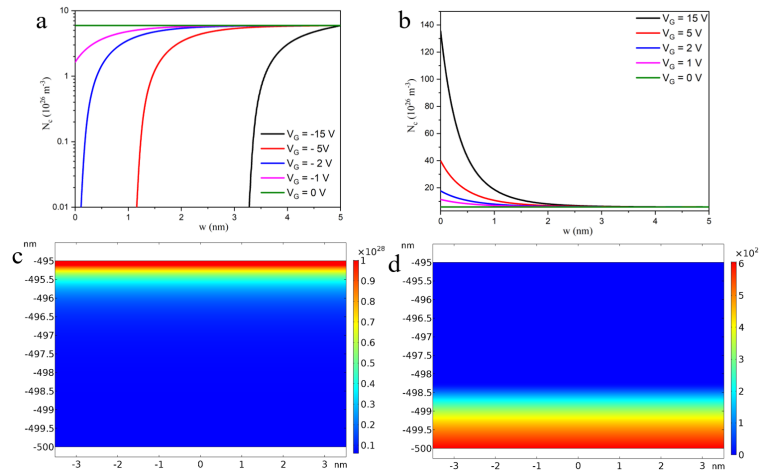 a
10
1
0.1
0.01
N_c (10^26 m^-3)
V_G = -15 V
V_G = - 5V
V_G = - 2 V
V_G = -1 V
V_G = 0 V
0 1 2 3 4 5
w (nm)
b
140
120
100
80
60
40
20
N_c (10^26 m^-3)
V_G = 15 V
V_G = 5 V
V_G = 2 V
V_G = 1 V
V_G = 0 V
0 1 2 3 4 5
w (nm)
c
nm
-495
-495.5
-496
-496.5
-497
-497.5
-498
-498.5
-499
-499.5
-500
-3 -2 -1 0 1 2 3 nm
×10^28
1
0.9
0.8
0.7
0.6
0.5
0.4
0.3
0.2
0.1
d
nm
-495
-495.5
-496
-496.5
-497
-497.5
-498
-498.5
-499
-499.5
-500
-3 -2 -1 0 1 2 3 nm
×10^2
6
5
4
3
2
1
0